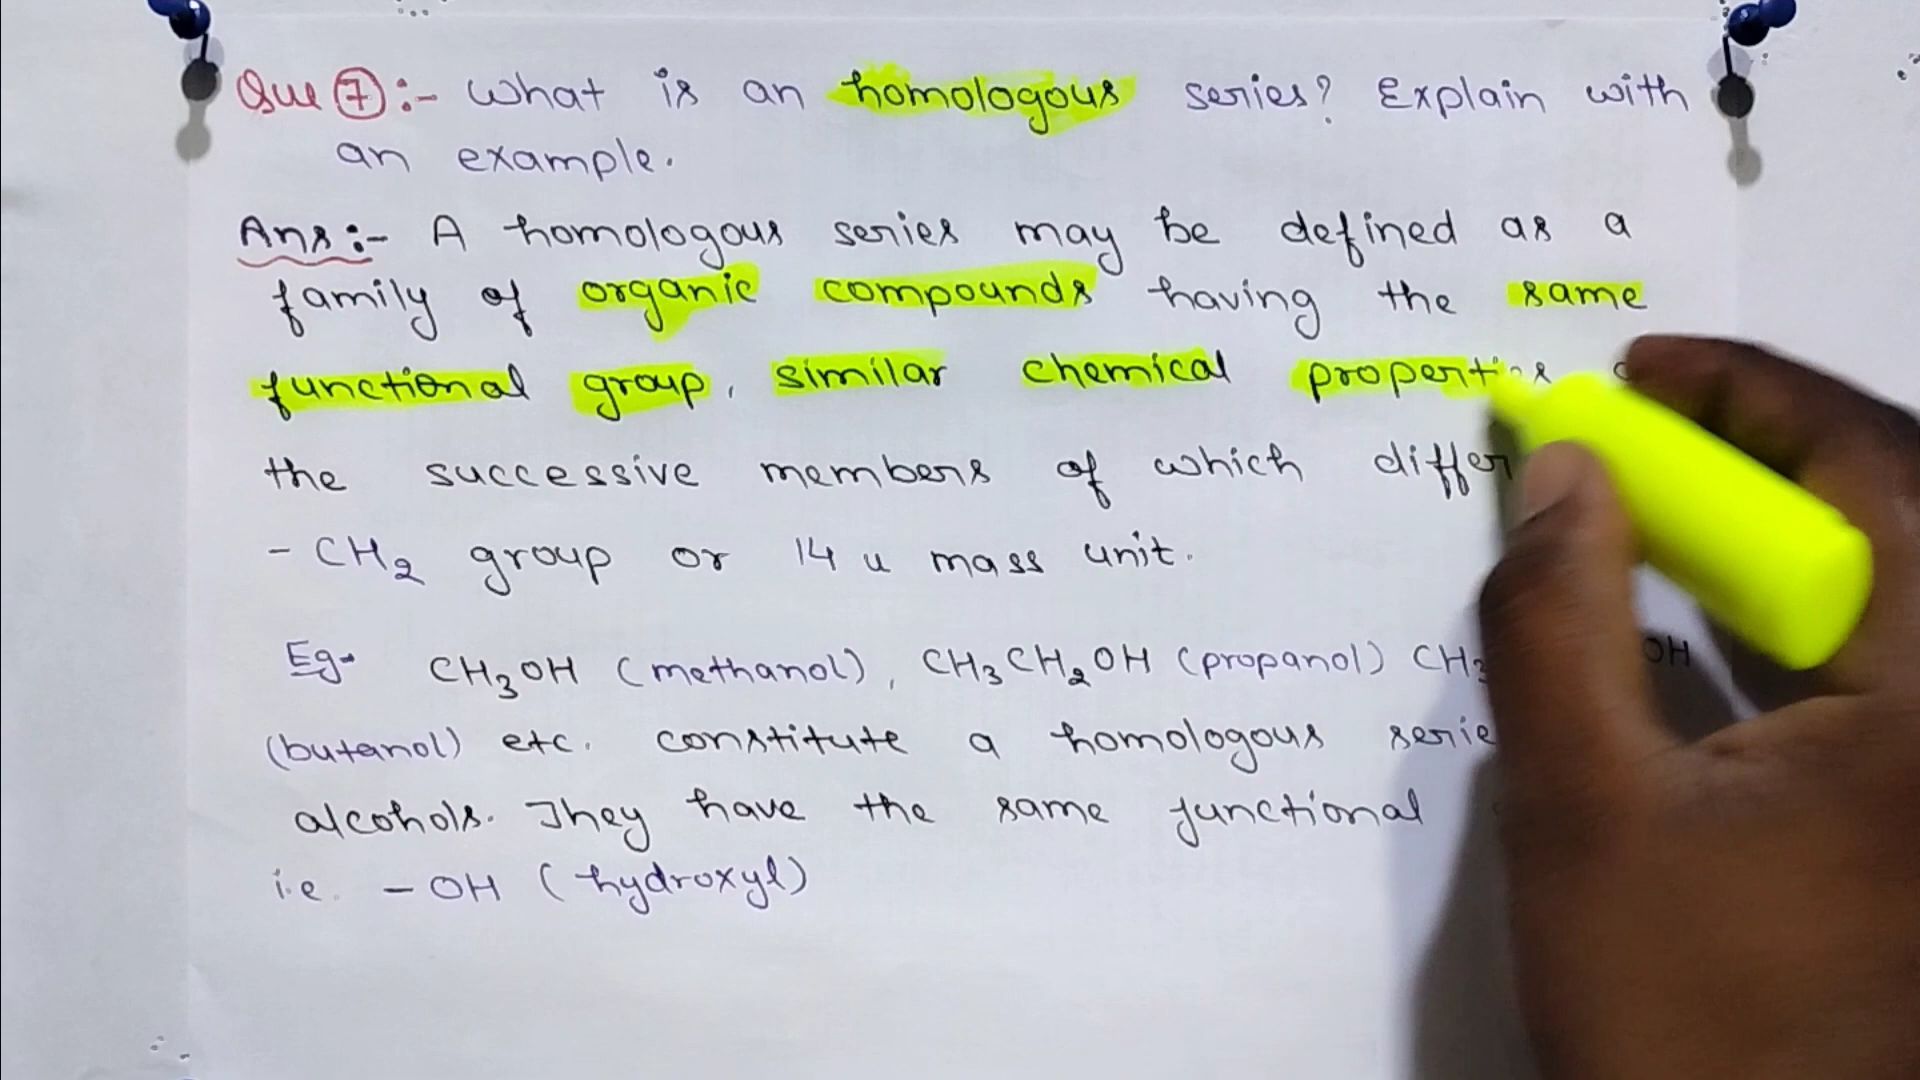 Que 7 :- What is an homologous series? Explain with
an example.
Ans :- A homologous series may be defined as a
family of organic compounds having the same
functional group, similar chemical properties
the successive members of which differ
- CH2 group or 14 u mass unit.
Eg- CH3OH (methanol), CH3CH2OH (propanol) CH3 OH
(butanol) etc. constitute a homologous
alcohols. They have the same functional
i.e. - OH (hydroxyl)